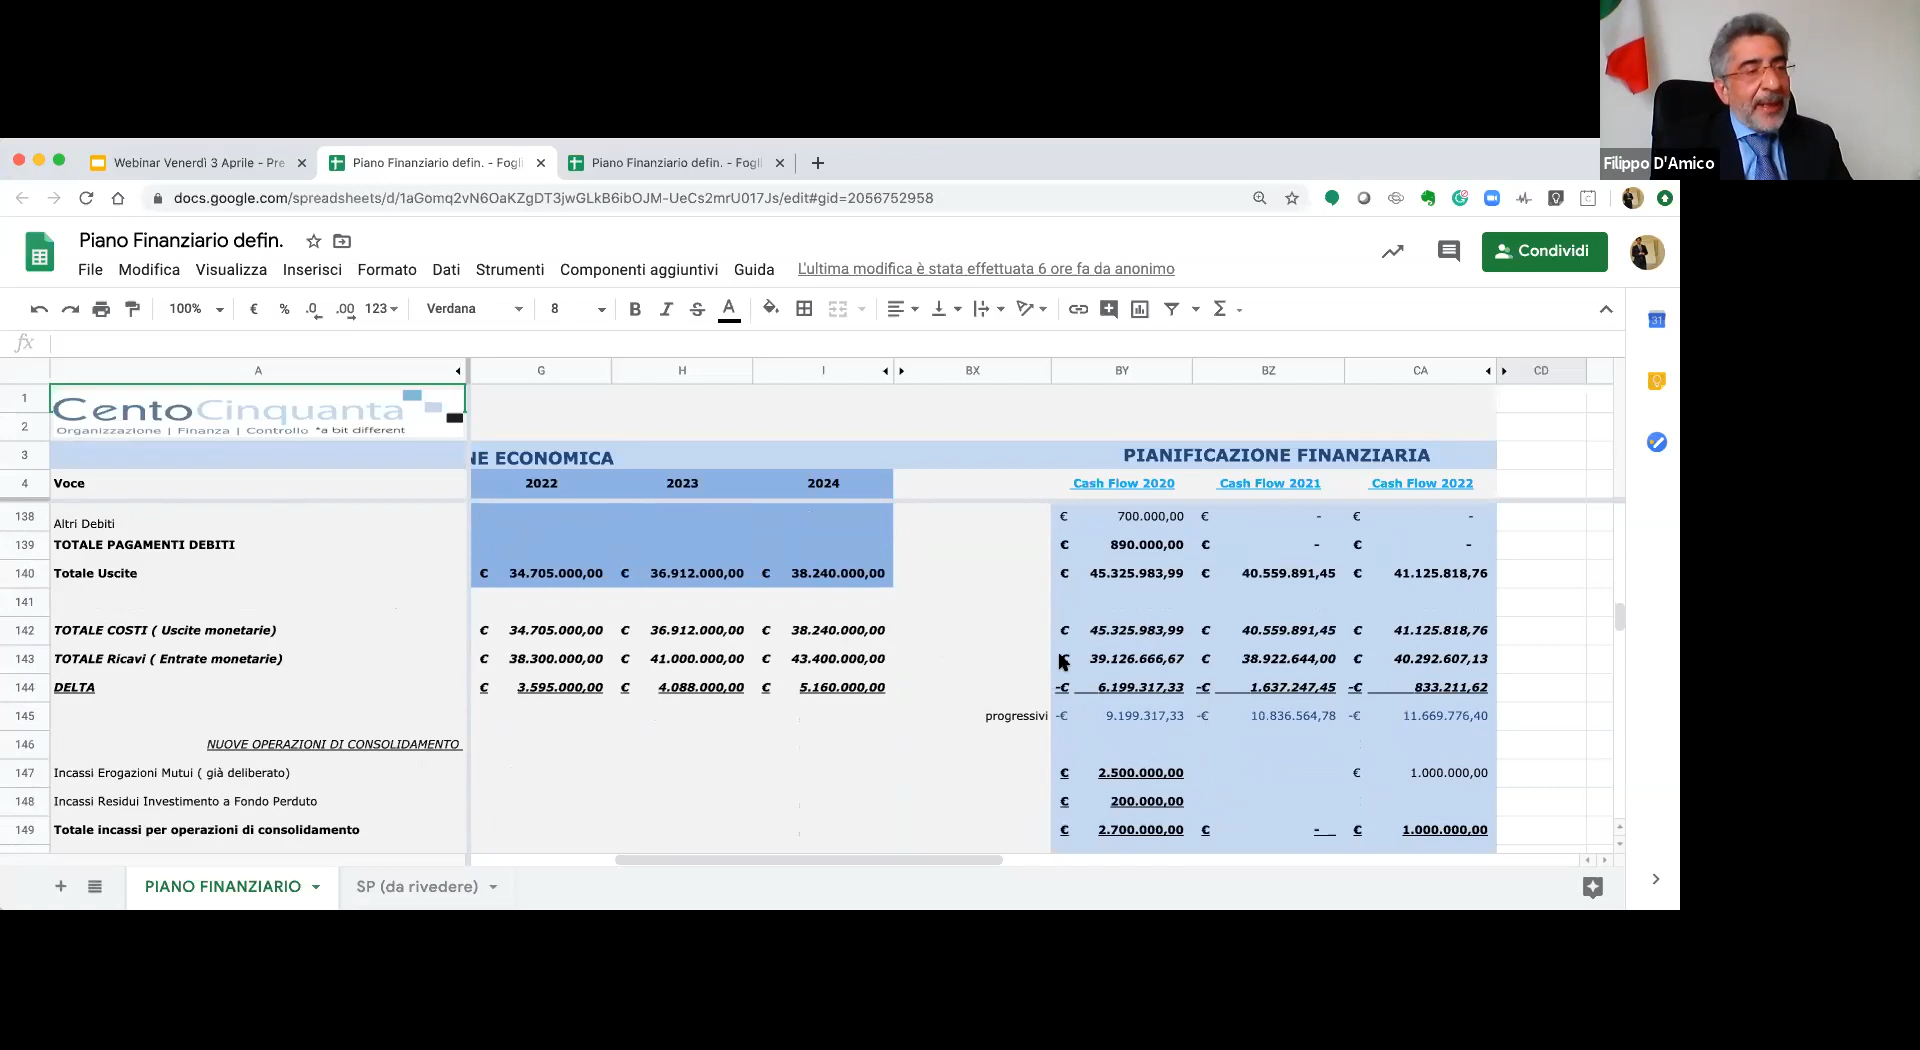 Filippo D'Amico
Webinar Venerdì 3 Aprile - Pre
Piano Finanziario defin. - Fogli
Piano Finanziario defin. - Fogli
docs.google.com/spreadsheets/d/1aGomq2vN6OaKZgDT3jwGLkB6ibOJM-UeCs2mrU017Js/edit#gid=2056752958
Piano Finanziario defin.
Condividi
File Modifica Visualizza Inserisci Formato Dati Strumenti Componenti aggiuntivi Guida L'ultima modifica è stata effettuata 6 ore fa da anonimo
100% € % .0 .00 123 Verdana 8 B I S A Σ
31
fx
A G H I BX BY BZ CA CD
1
CentoCinquanta
2
Organizzazione | Finanza | Controllo *a bit different
3 NE ECONOMICA PIANIFICAZIONE FINANZIARIA
4 Voce 2022 2023 2024 Cash Flow 2020 Cash Flow 2021 Cash Flow 2022
138 Altri Debiti € 700.000,00 € - € -
139 TOTALE PAGAMENTI DEBITI € 890.000,00 € - € -
140 Totale Uscite € 34.705.000,00 € 36.912.000,00 € 38.240.000,00 € 45.325.983,99 € 40.559.891,45 € 41.125.818,76
141
142 TOTALE COSTI ( Uscite monetarie) € 34.705.000,00 € 36.912.000,00 € 38.240.000,00 € 45.325.983,99 € 40.559.891,45 € 41.125.818,76
143 TOTALE Ricavi ( Entrate monetarie) € 38.300.000,00 € 41.000.000,00 € 43.400.000,00 € 39.126.666,67 € 38.922.644,00 € 40.292.607,13
144 DELTA € 3.595.000,00 € 4.088.000,00 € 5.160.000,00 -€ 6.199.317,33 -€ 1.637.247,45 -€ 833.211,62
145 progressivi -€ 9.199.317,33 -€ 10.836.564,78 -€ 11.669.776,40
146 NUOVE OPERAZIONI DI CONSOLIDAMENTO
147 Incassi Erogazioni Mutui ( già deliberato) € 2.500.000,00 € 1.000.000,00
148 Incassi Residui Investimento a Fondo Perduto € 200.000,00
149 Totale incassi per operazioni di consolidamento € 2.700.000,00 € - € 1.000.000,00
PIANO FINANZIARIO SP (da rivedere)